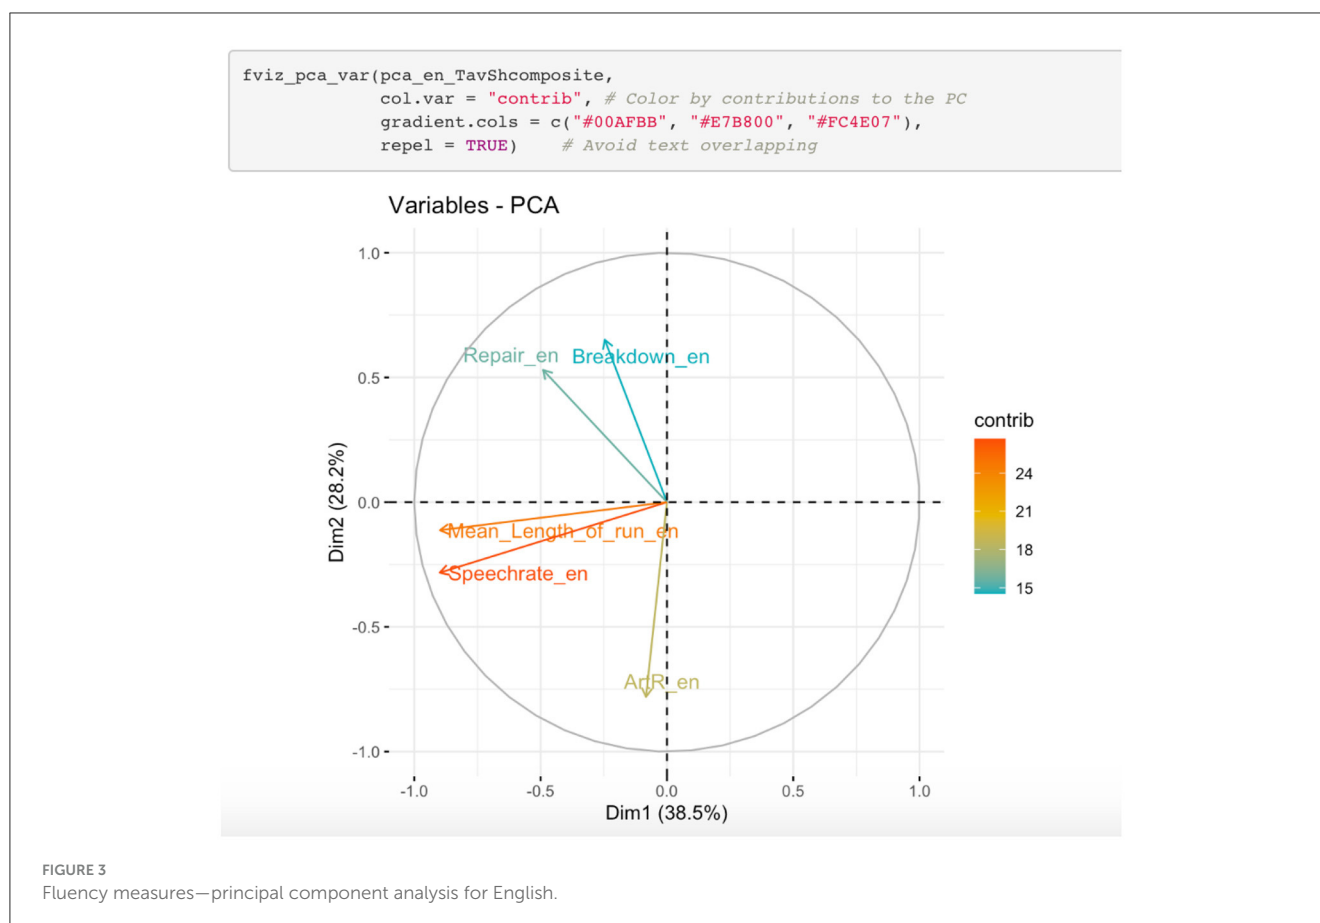 fviz_pca_var(pca_en_TavShcomposite,
col.var = "contrib", # Color by contributions to the PC
gradient.cols = c("#00AFBB", "#E7B800", "#FC4E07"),
repel = TRUE)    # Avoid text overlapping
Variables - PCA
1.0
0.5
0.0
-0.5
-1.0
Dim2 (28.2%)
Repair_en
Breakdown_en
Mean_Length_of_run_en
Speechrate_en
ArtR_en
-1.0
-0.5
0.0
0.5
1.0
Dim1 (38.5%)
contrib
24
21
18
15
FIGURE 3
Fluency measures—principal component analysis for English.